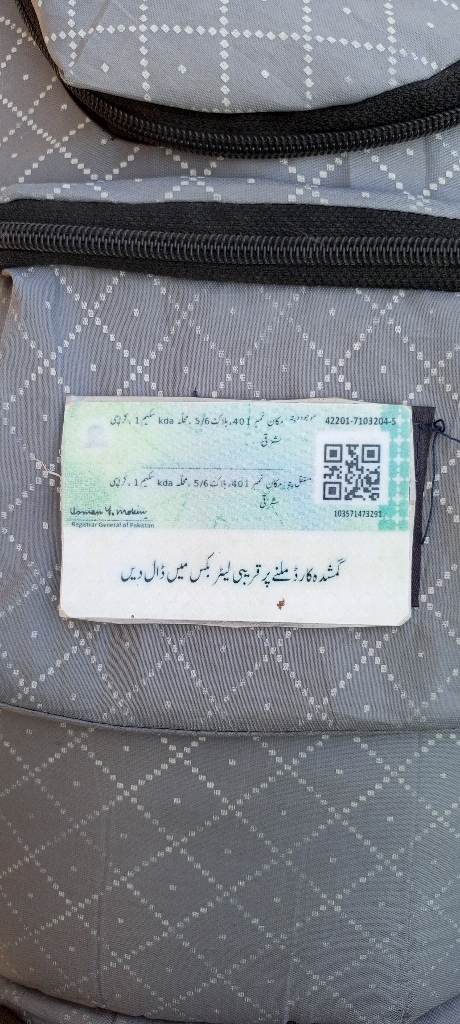 42201-7103204-5 موجودہ پتہ: مکان نمبر 401، بلاک 5/6، محلہ kda سکیم 1، کراچی
شرقی
مستقل پتہ: مکان نمبر 401، بلاک 5/6، محلہ kda سکیم 1، کراچی
شرقی
103571473291
Usman Y. Mobin
Registrar General of Pakistan
گمشدہ کارڈ ملنے پر قریبی لیٹر بکس میں ڈال دیں